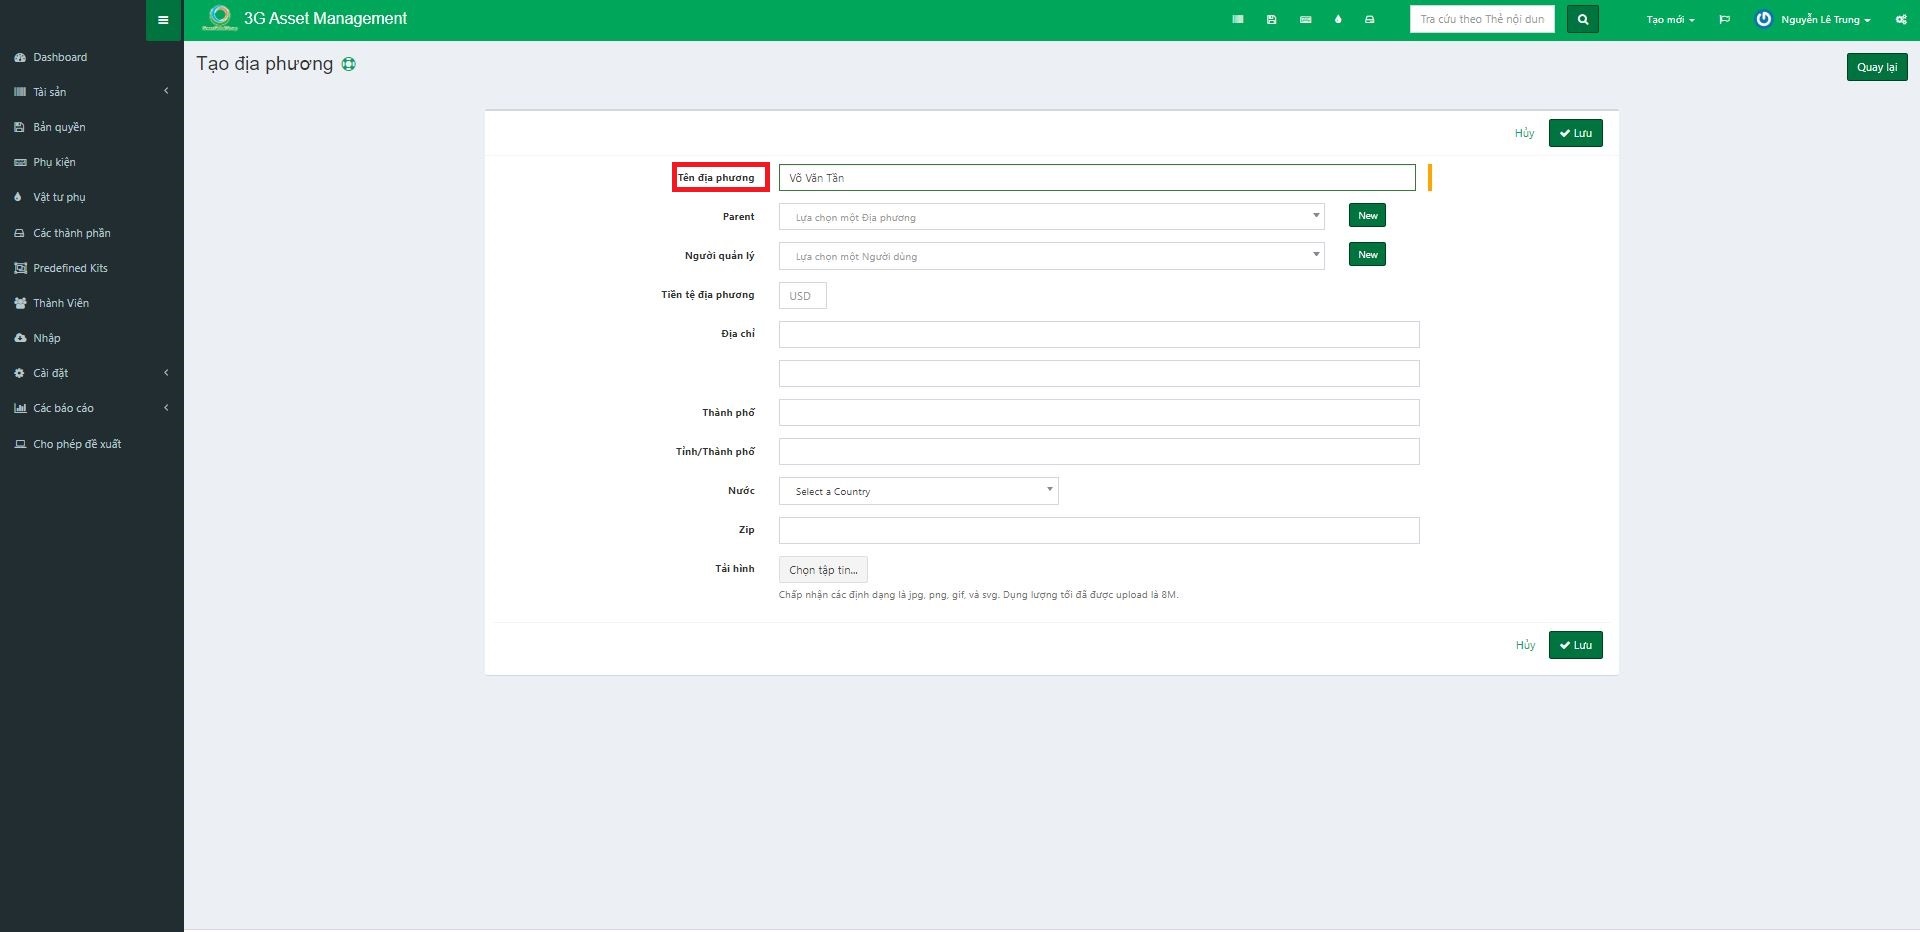 3G Asset Management
Tra cứu theo Thẻ nội dun
Tạo mới
Nguyễn Lê Trung
Dashboard
Tài sản
Bản quyền
Phụ kiện
Vật tư phụ
Các thành phần
Predefined Kits
Thành Viên
Nhập
Cài đặt
Các báo cáo
Cho phép đề xuất
Tạo địa phương
Quay lại
Hủy
Lưu
Tên địa phương
Võ Văn Tần
Parent
Lựa chọn một Địa phương
New
Người quản lý
Lựa chọn một Người dùng
New
Tiền tệ địa phương
USD
Địa chỉ
Thành phố
Tỉnh/Thành phố
Nước
Select a Country
Zip
Tải hình
Chọn tập tin...
Chấp nhận các định dạng là jpg, png, gif, và svg. Dụng lượng tối đã được upload là 8M.
Hủy
Lưu